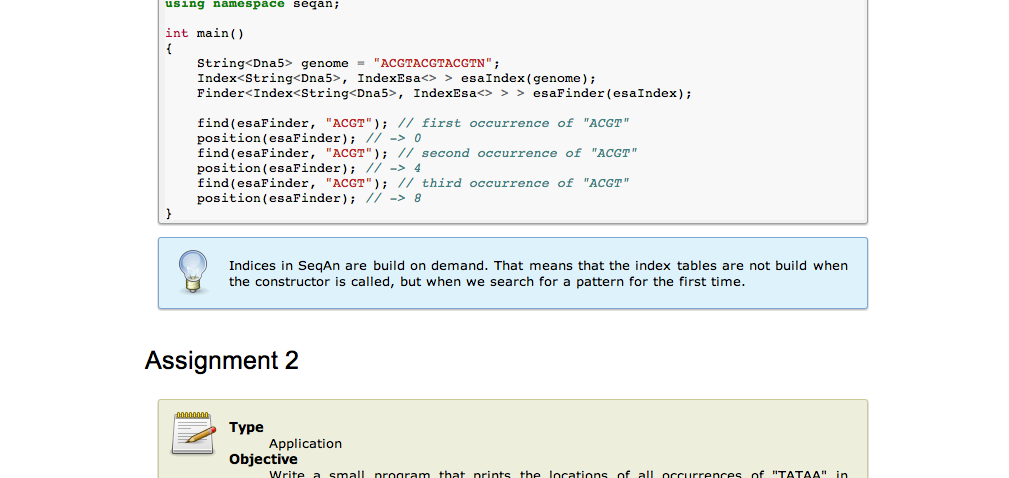 using namespace seqan;
int main()
{
    String<Dna5> genome = "ACGTACGTACGTN";
    Index<String<Dna5>, IndexEsa<> > esaIndex(genome);
    Finder<Index<String<Dna5>, IndexEsa<> > > esaFinder(esaIndex);
    find(esaFinder, "ACGT"); // first occurrence of "ACGT"
    position(esaFinder); // -> 0
    find(esaFinder, "ACGT"); // second occurrence of "ACGT"
    position(esaFinder); // -> 4
    find(esaFinder, "ACGT"); // third occurrence of "ACGT"
    position(esaFinder); // -> 8
}
Indices in SeqAn are build on demand. That means that the index tables are not build when
the constructor is called, but when we search for a pattern for the first time.
Assignment 2
Type
Application
Objective
Write a small program that prints the locations of all occurrences of "TATAA" in